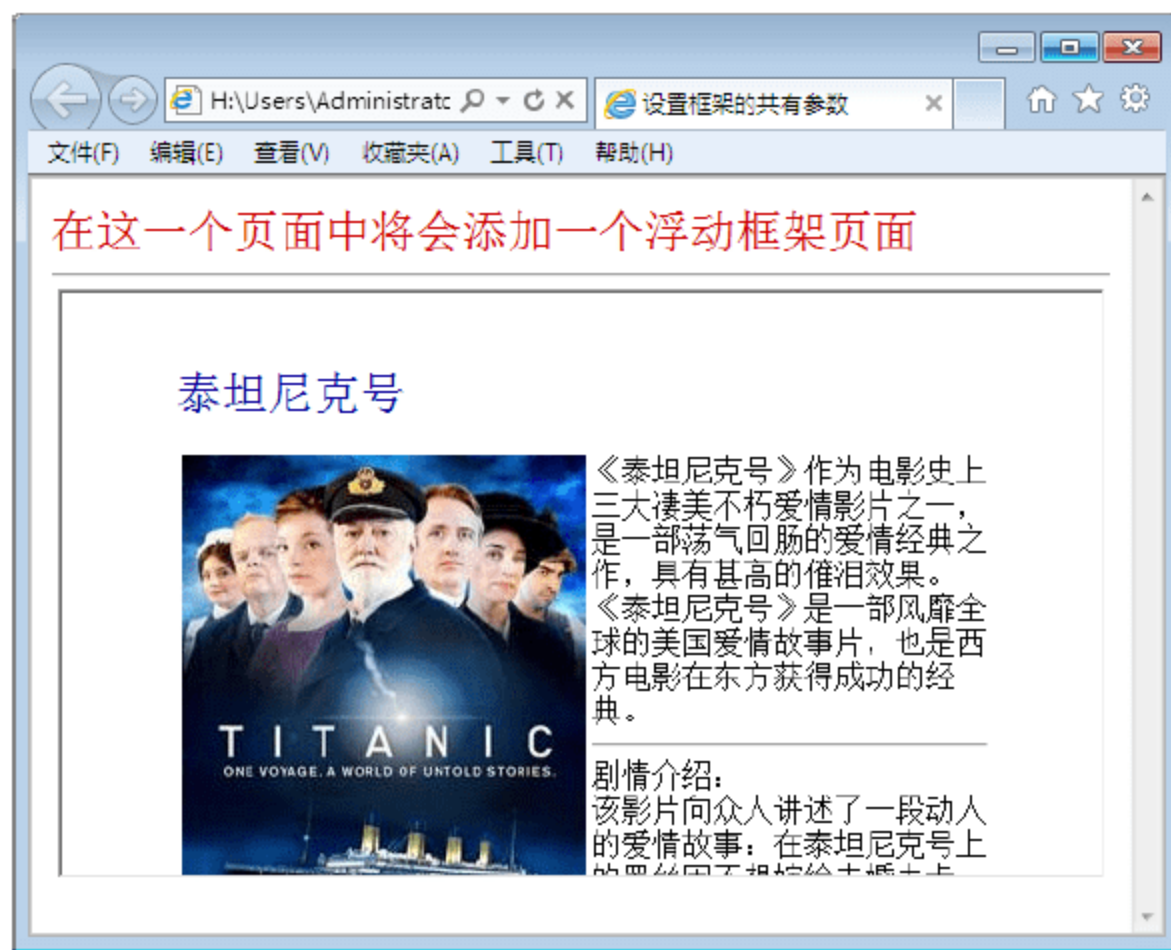 H:\Users\Administratc
设置框架的共有参数
文件(F) 编辑(E) 查看(V) 收藏夹(A) 工具(T) 帮助(H)
在这一个页面中将会添加一个浮动框架页面
泰坦尼克号
TITANIC
ONE VOYAGE. A WORLD OF UNTOLD STORIES.
《泰坦尼克号》作为电影史上
三大凄美不朽爱情影片之一，
是一部荡气回肠的爱情经典之
作，具有甚高的催泪效果。
《泰坦尼克号》是一部风靡全
球的美国爱情故事片，也是西
方电影在东方获得成功的经
典。
剧情介绍：
该影片向众人讲述了一段动人
的爱情故事：在泰坦尼克号上